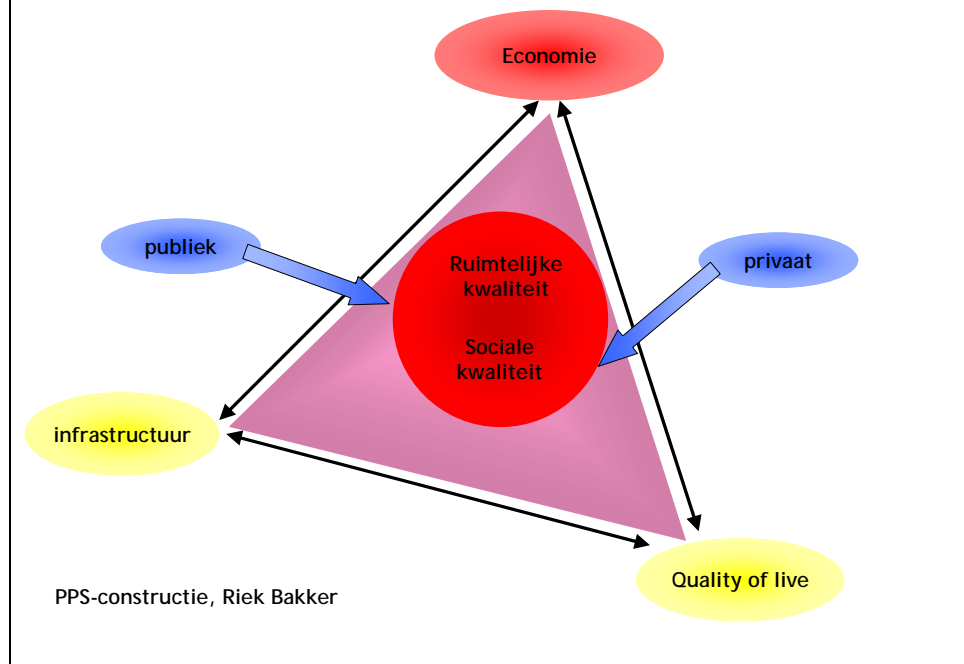 Economie
publiek
privaat
Ruimtelijke
kwaliteit
Sociale
kwaliteit
infrastructuur
Quality of live
PPS-constructie, Riek Bakker